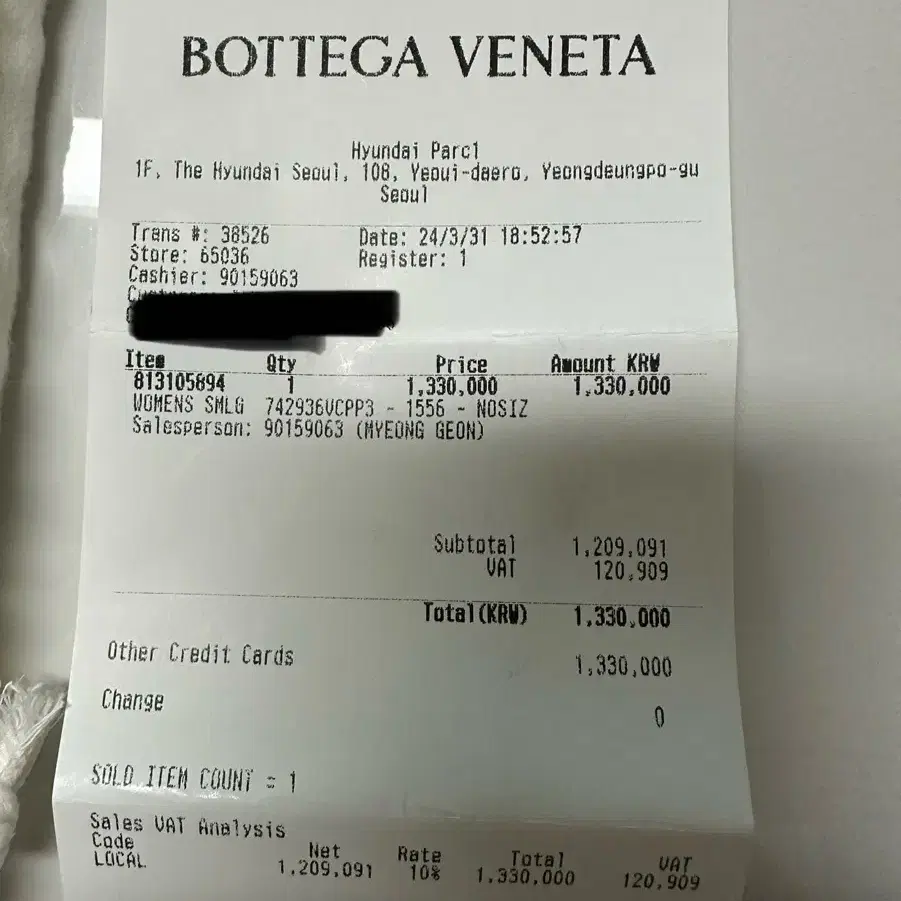 BOTTEGA VENETA
Hyundai Parc1
1F, The Hyundai Seoul, 108, Yeoui-daero, Yeongdeungpo-gu
Seoul
Trans #: 38526 Date: 24/3/31 18:52:57
Store: 65036 Register: 1
Cashier: 90159063
Item Qty Price Amount KRW
813105894 1 1,330,000 1,330,000
WOMENS SMLG 742936VCPP3 - 1556 - NOSIZ
Salesperson: 90159063 (MYEONG GEON)
Subtotal 1,209,091
VAT 120,909
Total(KRW) 1,330,000
Other Credit Cards 1,330,000
Change 0
SOLD ITEM COUNT = 1
Sales VAT Analysis
Code Net Rate Total VAT
LOCAL 1,209,091 10% 1,330,000 120,909